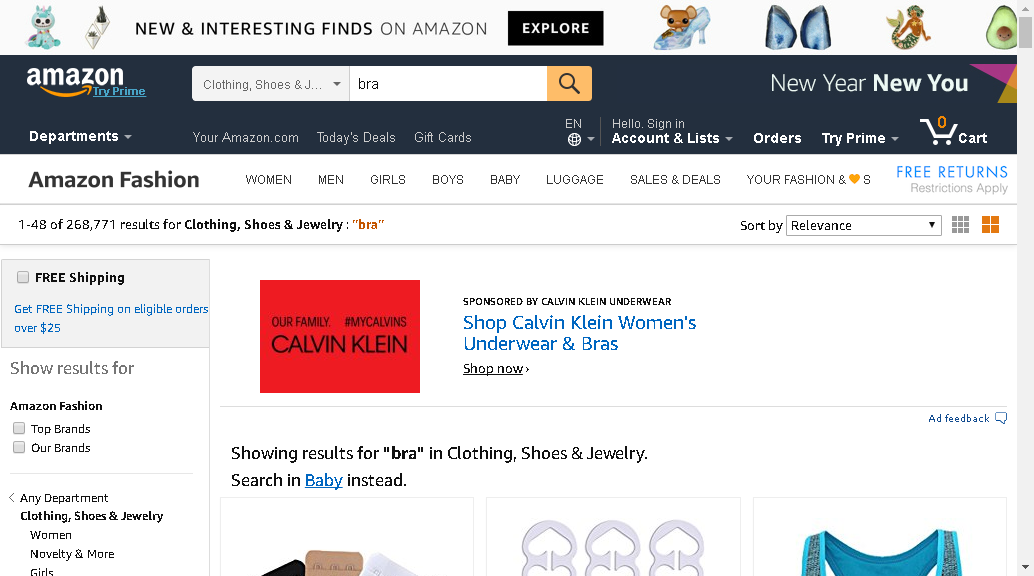 NEW & INTERESTING FINDS ON AMAZON
EXPLORE
amazon
Try Prime
Clothing, Shoes & J...
bra
New Year New You
Departments
Your Amazon.com
Today's Deals
Gift Cards
EN
Hello. Sign in
Account & Lists
Orders
Try Prime
0
Cart
Amazon Fashion
WOMEN
MEN
GIRLS
BOYS
BABY
LUGGAGE
SALES & DEALS
YOUR FASHION & 🧡 S
FREE RETURNS
Restrictions Apply
1-48 of 268,771 results for Clothing, Shoes & Jewelry : "bra"
Sort by Relevance
FREE Shipping
Get FREE Shipping on eligible orders
over $25
Show results for
Amazon Fashion
Top Brands
Our Brands
Any Department
Clothing, Shoes & Jewelry
Women
Novelty & More
Girls
OUR FAMILY. #MYCALVINS
CALVIN KLEIN
SPONSORED BY CALVIN KLEIN UNDERWEAR
Shop Calvin Klein Women's
Underwear & Bras
Shop now ›
Ad feedback
Showing results for "bra" in Clothing, Shoes & Jewelry.
Search in Baby instead.